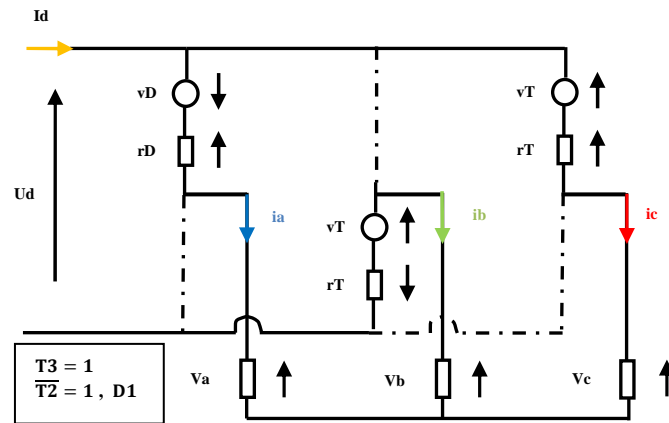 Id
vD
vT
rD
rT
Ud
ia
ib
ic
vT
rT
T3 = 1
T2̅ = 1 , D1
Va
Vb
Vc